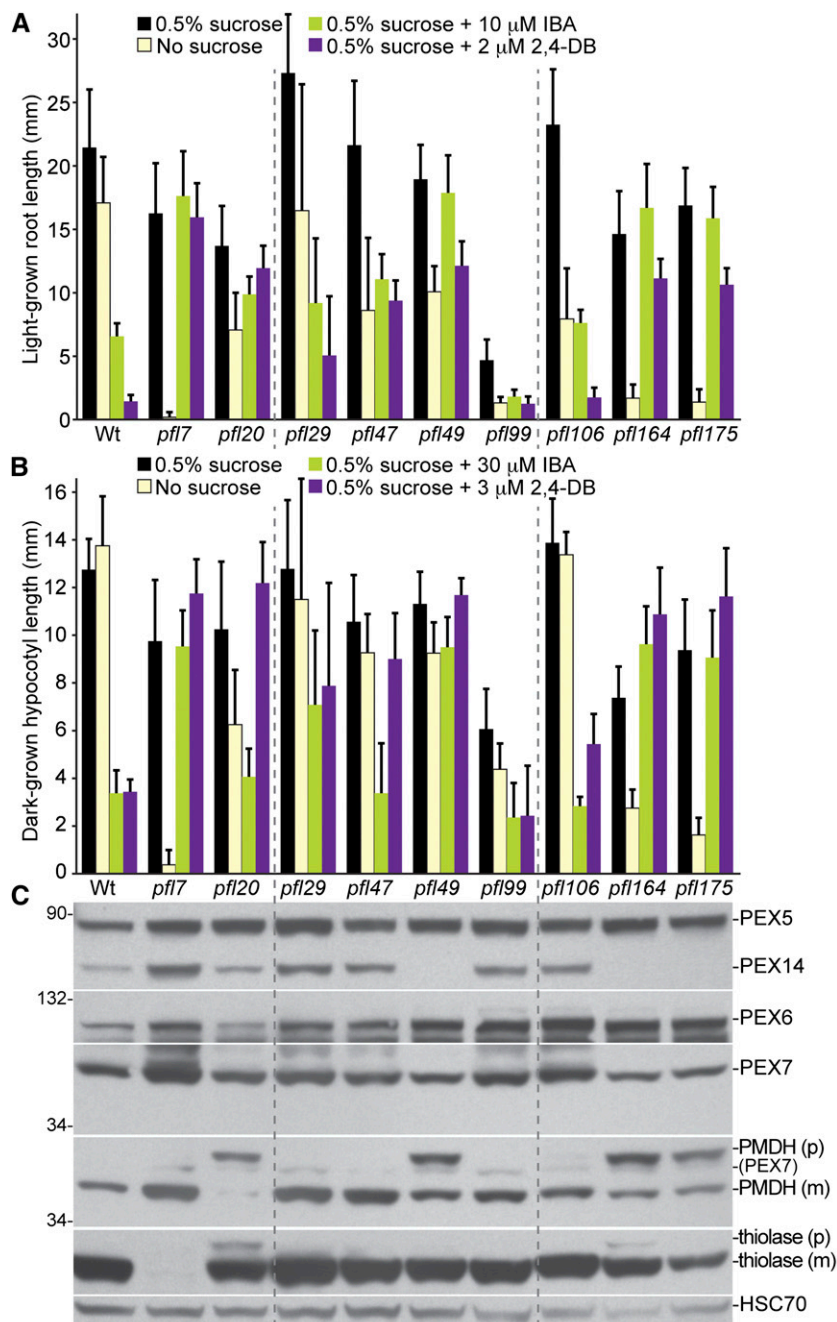 A
0.5% sucrose
0.5% sucrose + 10 µM IBA
No sucrose
0.5% sucrose + 2 µM 2,4-DB
Light-grown root length (mm)
30
25
20
15
10
5
0
Wt pfl7 pfl20 pfl29 pfl47 pfl49 pfl99 pfl106 pfl164 pfl175
B
0.5% sucrose
0.5% sucrose + 30 µM IBA
No sucrose
0.5% sucrose + 3 µM 2,4-DB
Dark-grown hypocotyl length (mm)
16
14
12
10
8
6
4
2
0
Wt pfl7 pfl20 pfl29 pfl47 pfl49 pfl99 pfl106 pfl164 pfl175
C
90-
-PEX5
-PEX14
132-
-PEX6
-PEX7
34-
-PMDH (p)
-(PEX7)
-PMDH (m)
34-
-thiolase (p)
-thiolase (m)
-HSC70